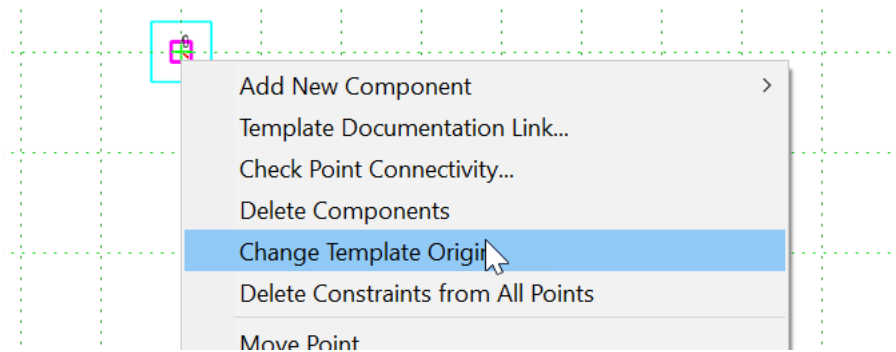 Add New Component
Template Documentation Link...
Check Point Connectivity...
Delete Components
Change Template Origin
Delete Constraints from All Points
Move Point